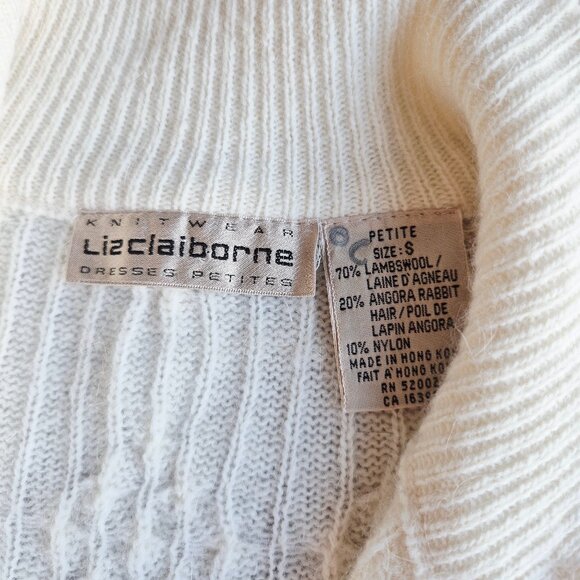 KNITWEAR
Lizclaiborne
DRESSES PETITES
PETITE
SIZE: S
70% LAMBSWOOL /
LAINE D'AGNEAU
20% ANGORA RABBIT
HAIR / POIL DE
LAPIN ANGORA
10% NYLON
MADE IN HONG
FAIT A' HONG
RN 52002
CA